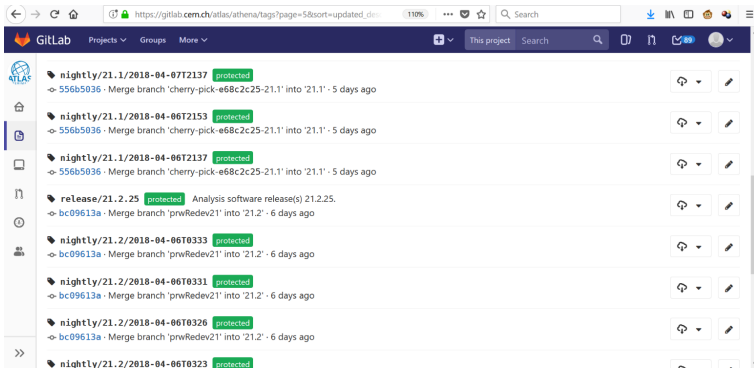 https://gitlab.cern.ch/atlas/athena/tags?page=5&sort=updated_de
110%
Search
GitLab
Projects
Groups
More
This project
Search
89
ATLAS
nightly/21.1/2018-04-07T2137 protected
556b5036 · Merge branch 'cherry-pick-e68c2c25-21.1' into '21.1' · 5 days ago
nightly/21.1/2018-04-06T2153 protected
556b5036 · Merge branch 'cherry-pick-e68c2c25-21.1' into '21.1' · 5 days ago
nightly/21.1/2018-04-06T2137 protected
556b5036 · Merge branch 'cherry-pick-e68c2c25-21.1' into '21.1' · 5 days ago
release/21.2.25 protected Analysis software release(s) 21.2.25.
bc09613a · Merge branch 'prwRedev21' into '21.2' · 6 days ago
nightly/21.2/2018-04-06T0333 protected
bc09613a · Merge branch 'prwRedev21' into '21.2' · 6 days ago
nightly/21.2/2018-04-06T0331 protected
bc09613a · Merge branch 'prwRedev21' into '21.2' · 6 days ago
nightly/21.2/2018-04-06T0326 protected
bc09613a · Merge branch 'prwRedev21' into '21.2' · 6 days ago
nightly/21.2/2018-04-06T0323 protected